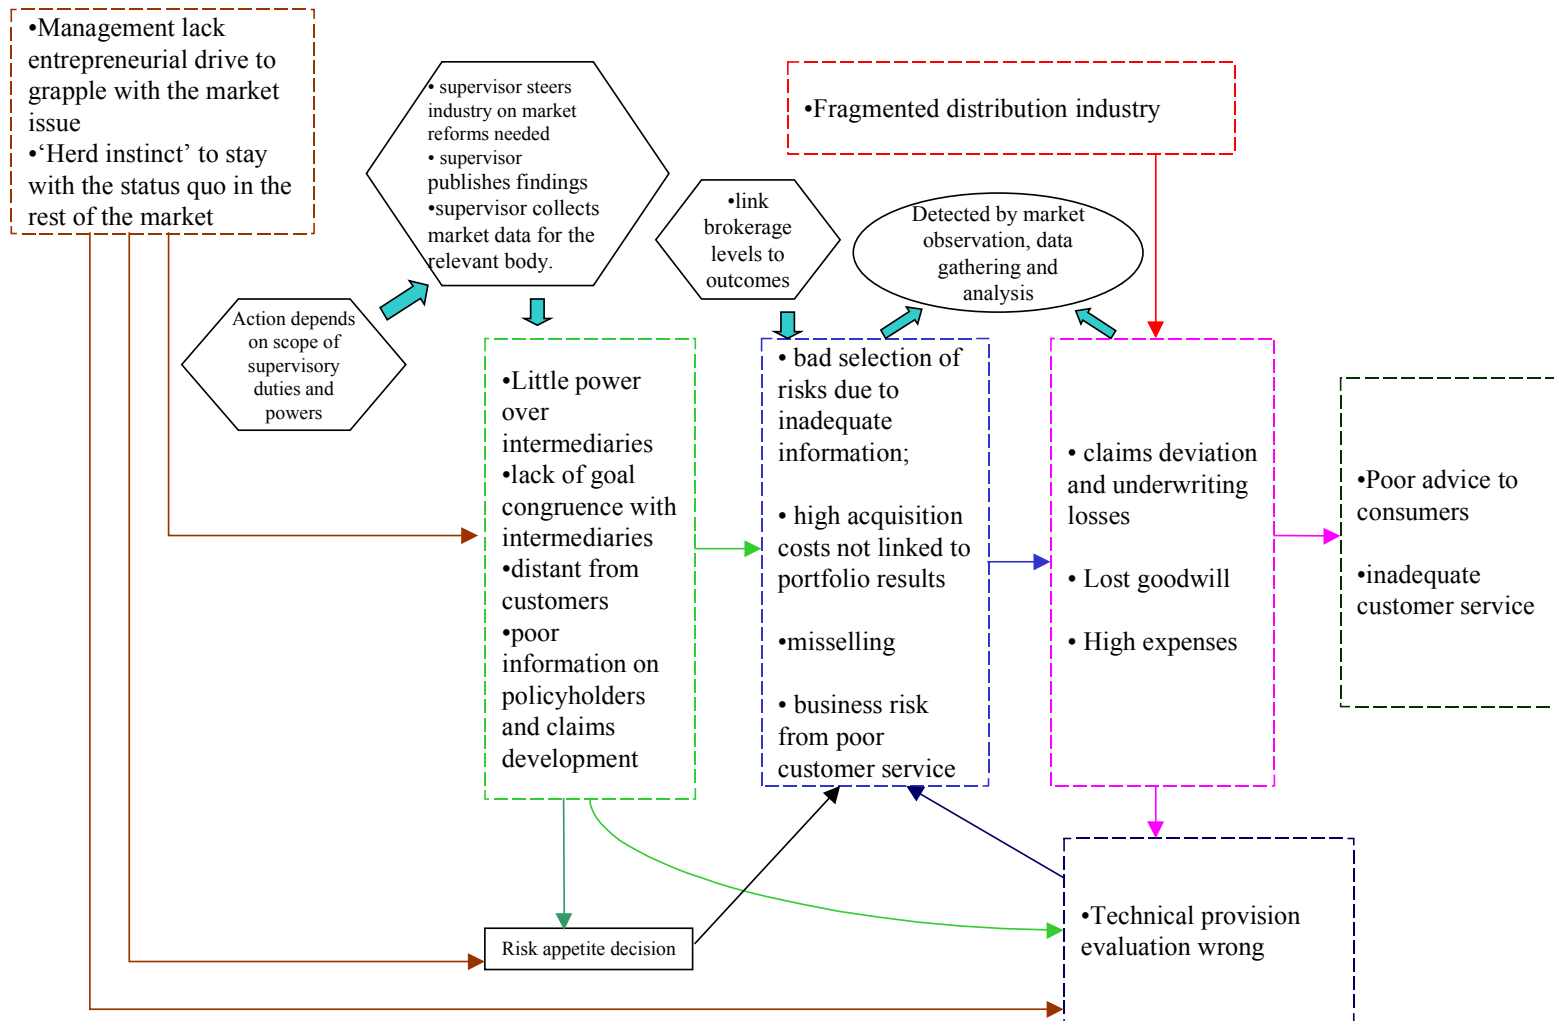 •Management lack
entrepreneurial drive to
grapple with the market
issue
•‘Herd instinct’ to stay
with the status quo in the
rest of the market
• supervisor steers
industry on market
reforms needed
• supervisor
publishes findings
•supervisor collects
market data for the
relevant body.
•Fragmented distribution industry
•link
brokerage
levels to
outcomes
Detected by market
observation, data
gathering and
analysis
Action depends
on scope of
supervisory
duties and
powers
•Little power
over
intermediaries
•lack of goal
congruence with
intermediaries
•distant from
customers
•poor
information on
policyholders
and claims
development
• bad selection of
risks due to
inadequate
information;
• high acquisition
costs not linked to
portfolio results
•misselling
• business risk
from poor
customer service
• claims deviation
and underwriting
losses
• Lost goodwill
• High expenses
•Poor advice to
consumers
•inadequate
customer service
Risk appetite decision
•Technical provision
evaluation wrong